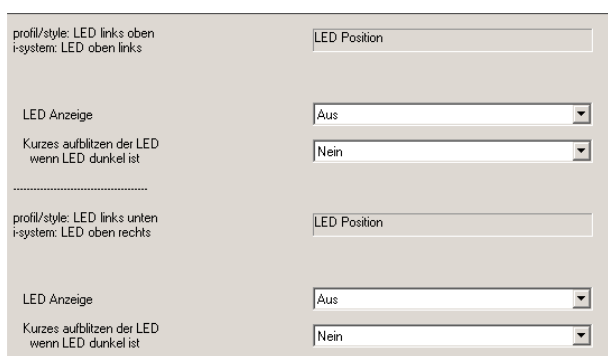 profil/style: LED links oben
i-system: LED oben links
LED Position
LED Anzeige
Aus
Kurzes aufblitzen der LED
wenn LED dunkel ist
Nein
----------------------------------------
profil/style: LED links unten
i-system: LED oben rechts
LED Position
LED Anzeige
Aus
Kurzes aufblitzen der LED
wenn LED dunkel ist
Nein